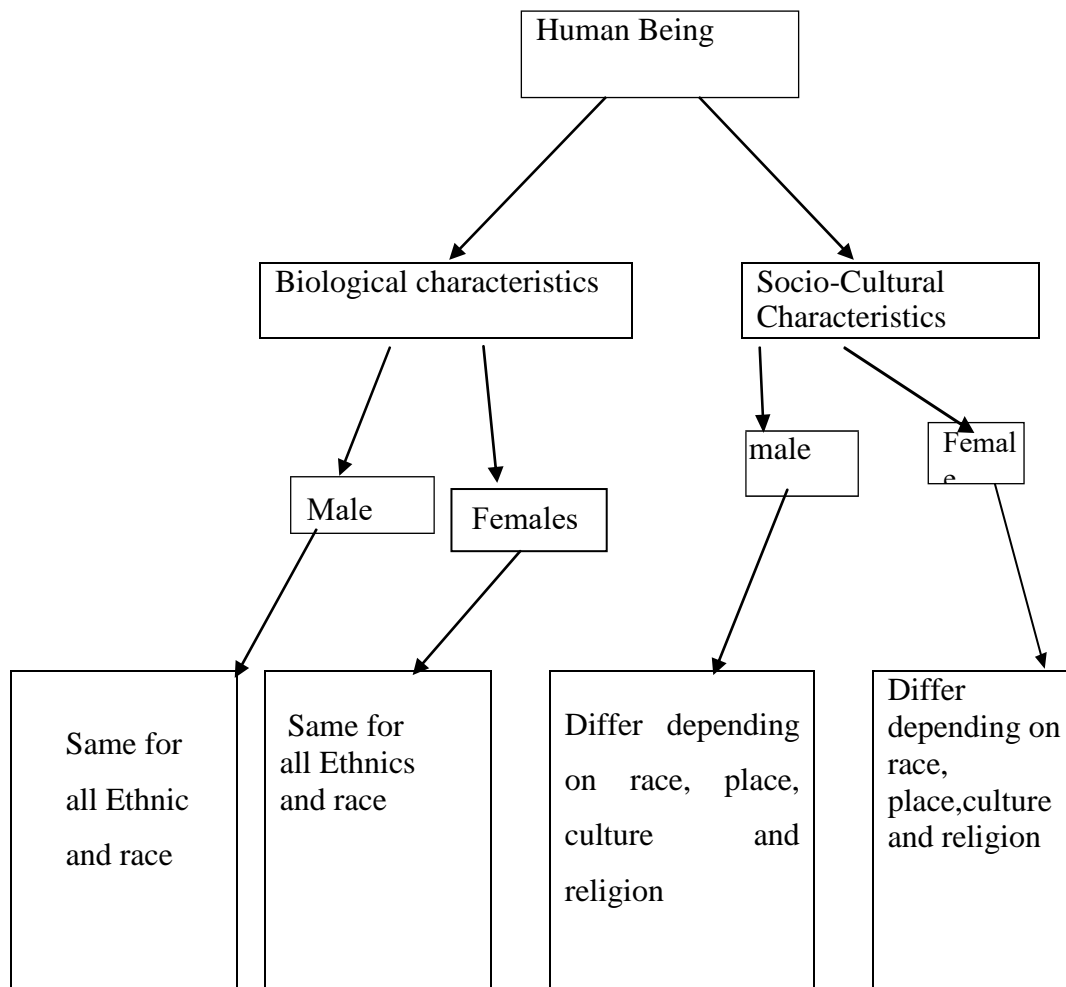 Human Being
Biological characteristics
Socio-Cultural
Characteristics
Male
Females
male
Femal
e
Same for
all Ethnic
and race
Same for
all Ethnics
and race
Differ depending
on race, place,
culture and
religion
Differ
depending on
race,
place,culture
and religion